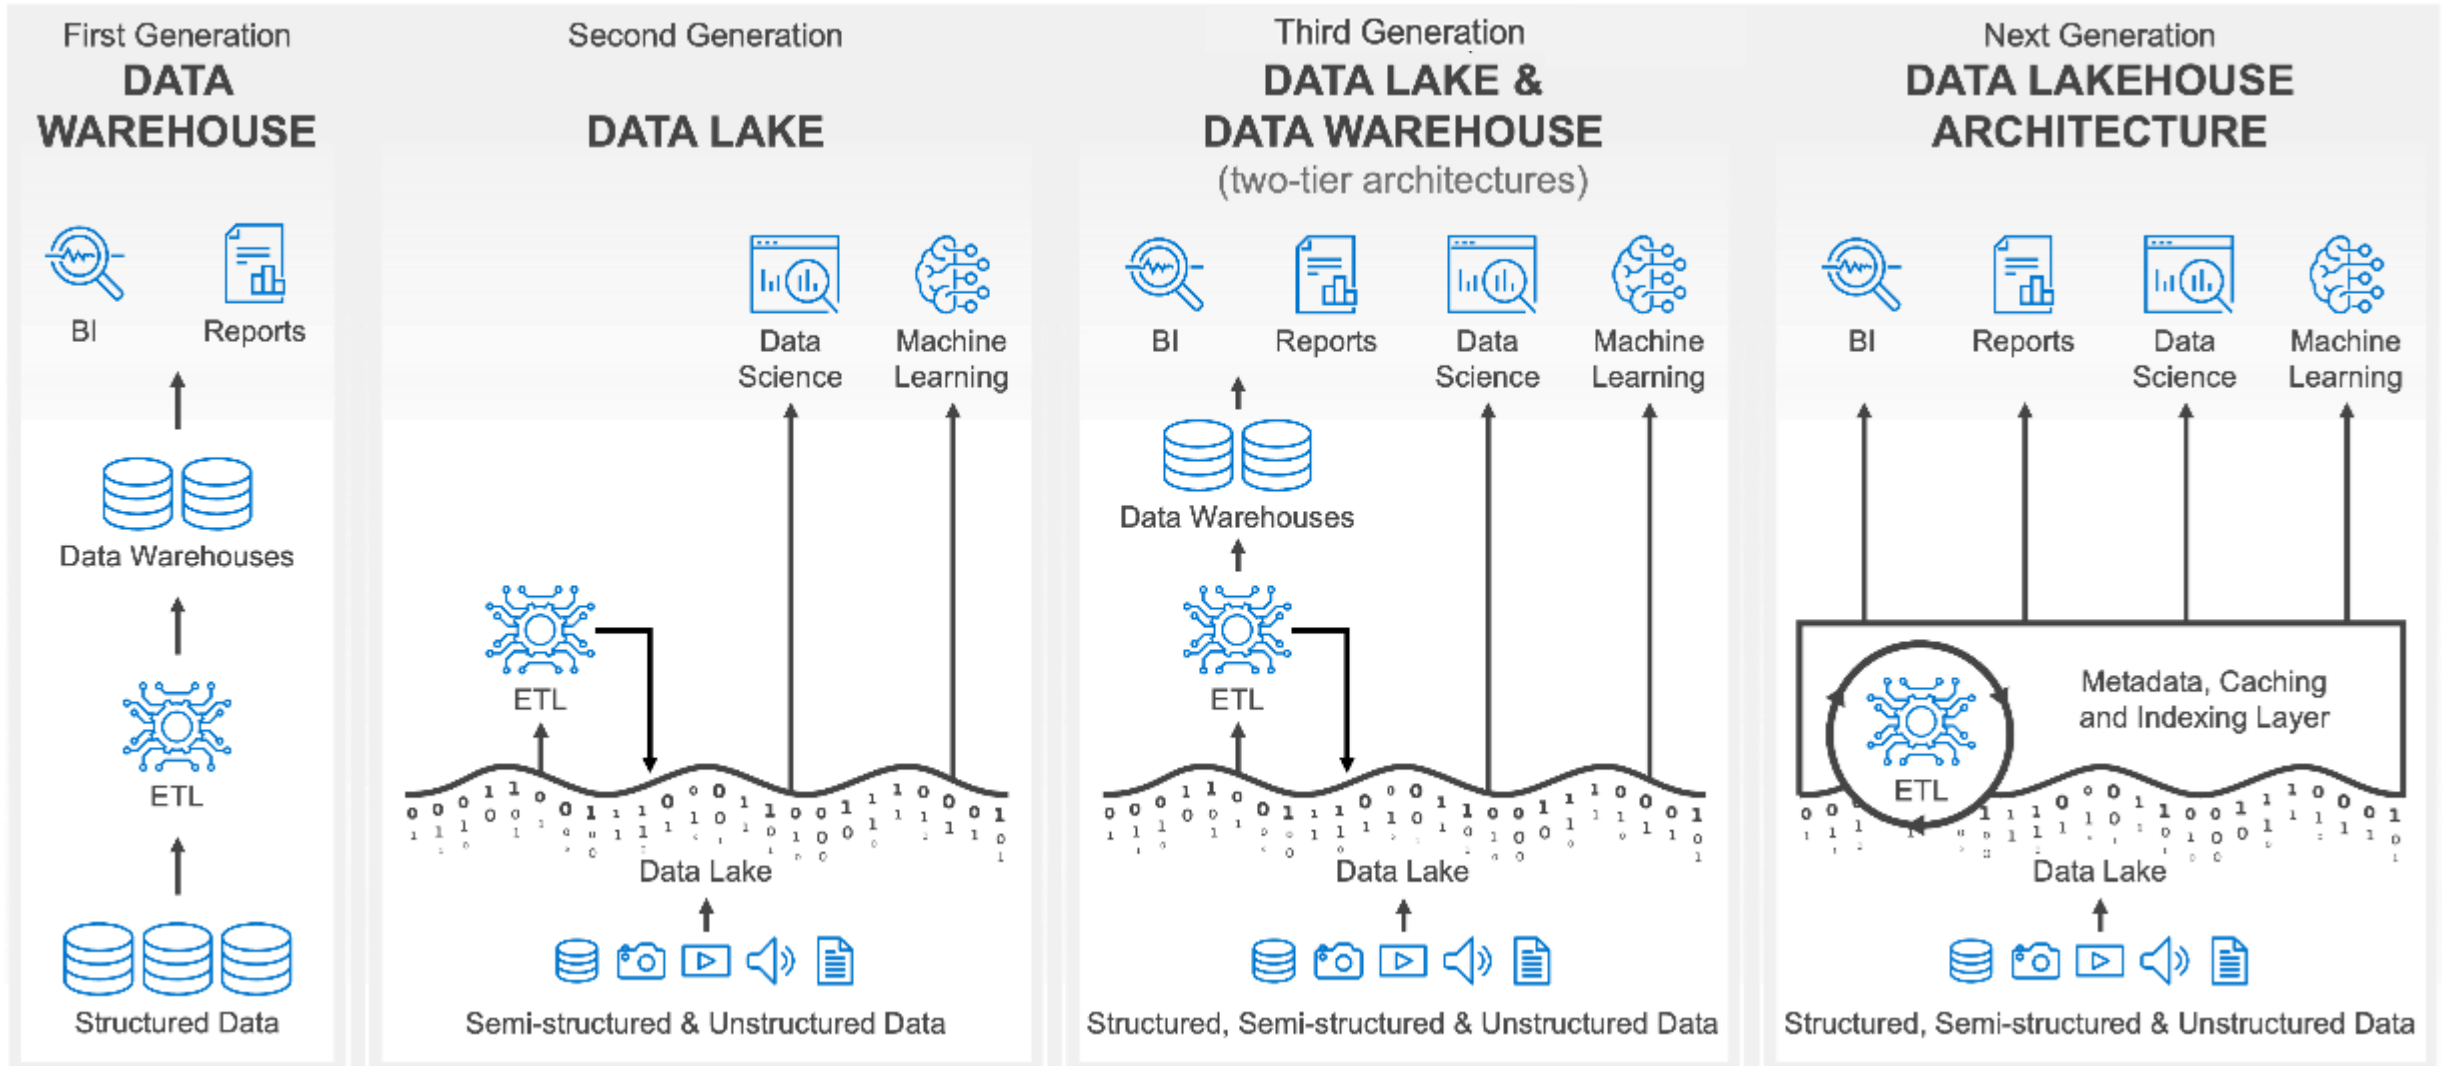 First Generation
DATA
WAREHOUSE
BI
Reports
Data Warehouses
ETL
Structured Data
Second Generation
DATA LAKE
Data
Science
Machine
Learning
ETL
Data Lake
Semi-structured & Unstructured Data
Third Generation
DATA LAKE &
DATA WAREHOUSE
(two-tier architectures)
BI
Reports
Data
Science
Machine
Learning
Data Warehouses
ETL
Data Lake
Structured, Semi-structured & Unstructured Data
Next Generation
DATA LAKEHOUSE
ARCHITECTURE
BI
Reports
Data
Science
Machine
Learning
Metadata, Caching
and Indexing Layer
ETL
Data Lake
Structured, Semi-structured & Unstructured Data